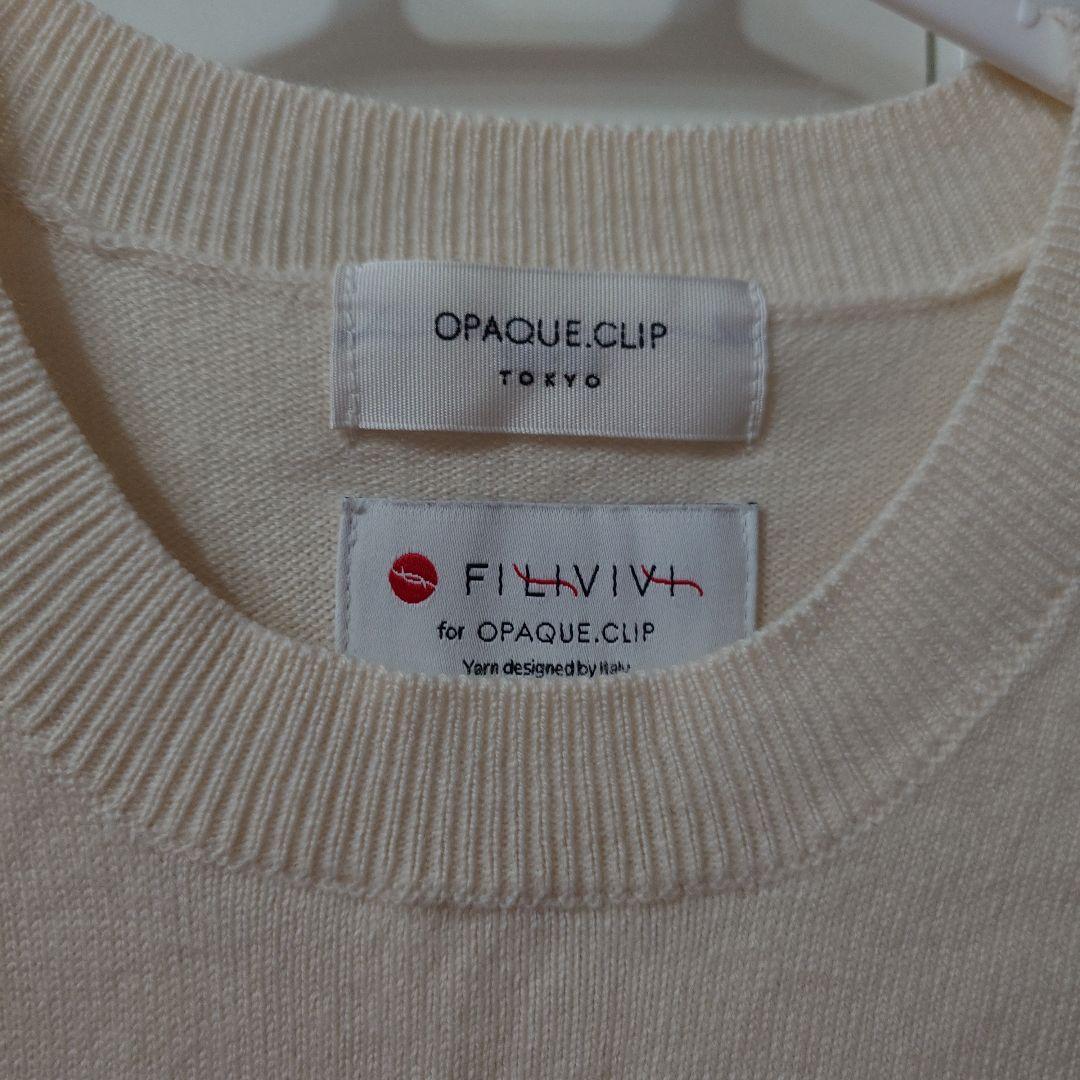 OPAQUE.CLIP
TOKYO
FILIVIVI
for OPAQUE.CLIP
Yarn designed by Italy